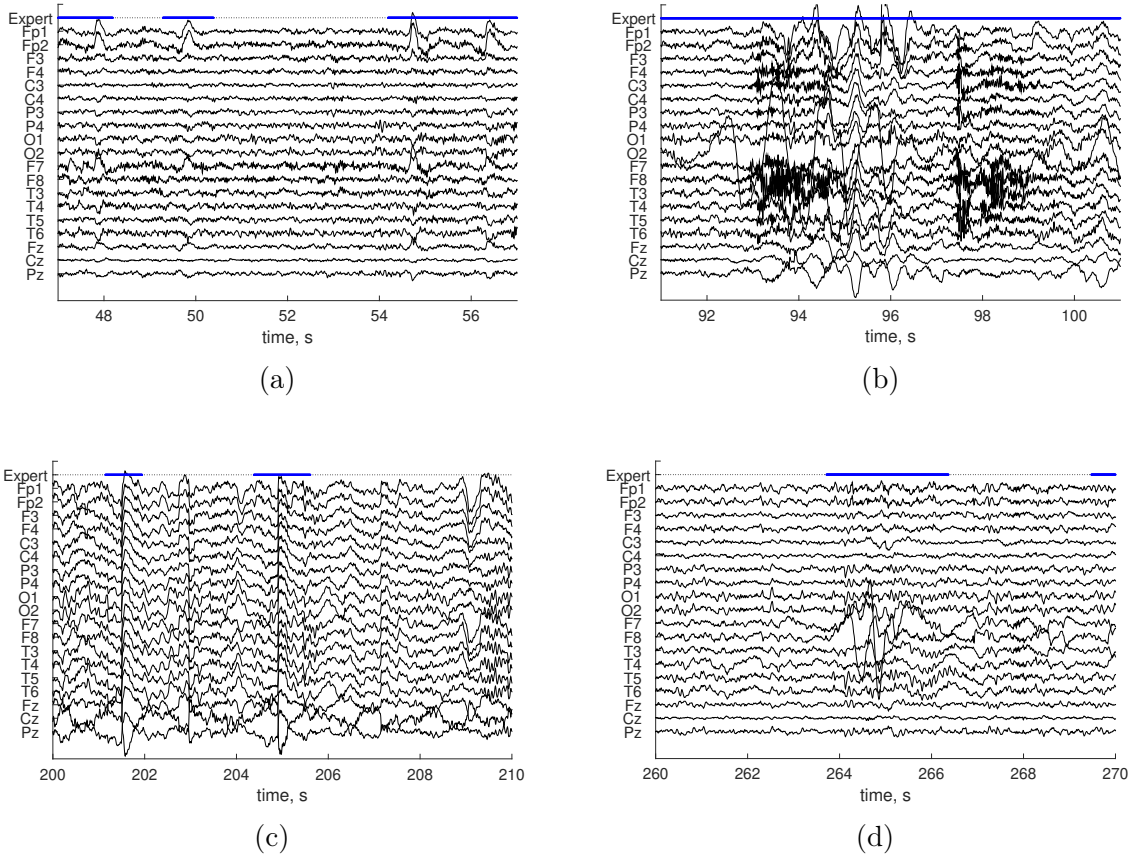 Expert
Fp1
Fp2
F3
F4
C3
C4
P3
P4
O1
O2
F7
F8
T3
T4
T5
T6
Fz
Cz
Pz
48 50 52 54 56
time, s
(a)
Expert
Fp1
Fp2
F3
F4
C3
C4
P3
P4
O1
O2
F7
F8
T3
T4
T5
T6
Fz
Cz
Pz
92 94 96 98 100
time, s
(b)
Expert
Fp1
Fp2
F3
F4
C3
C4
P3
P4
O1
O2
F7
F8
T3
T4
T5
T6
Fz
Cz
Pz
200 202 204 206 208 210
time, s
(c)
Expert
Fp1
Fp2
F3
F4
C3
C4
P3
P4
O1
O2
F7
F8
T3
T4
T5
T6
Fz
Cz
Pz
260 262 264 266 268 270
time, s
(d)